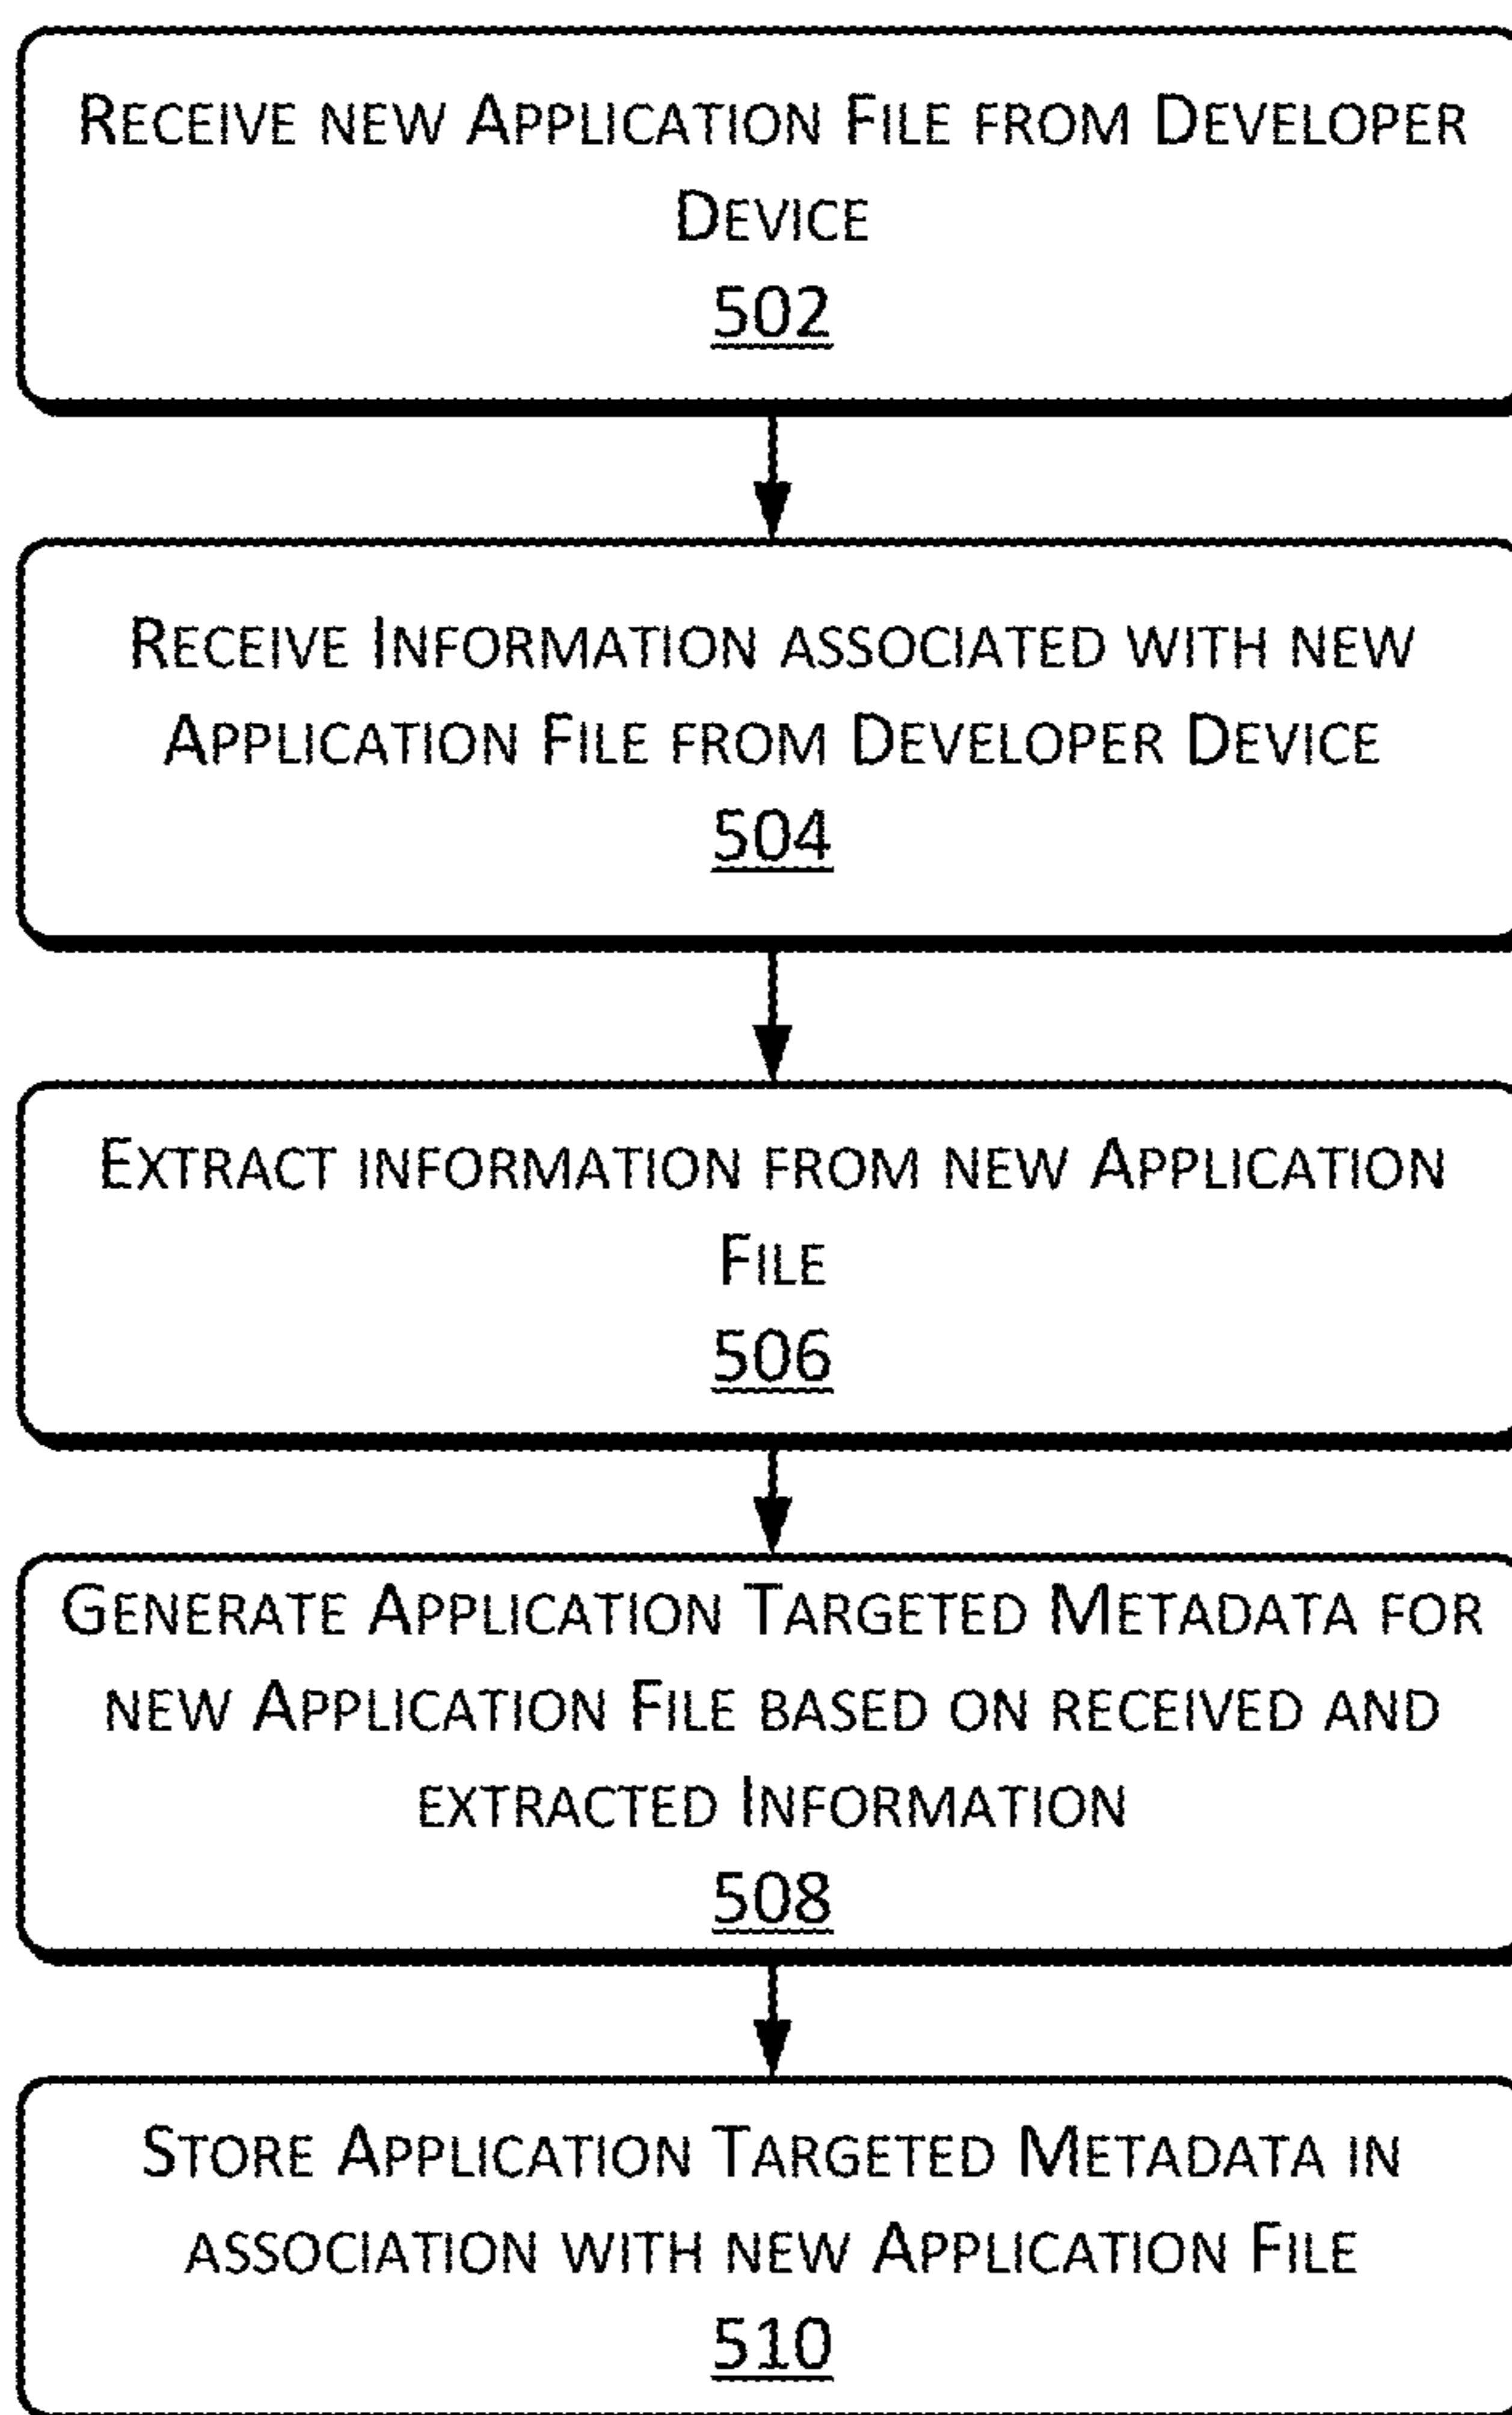 Receive new Application File from Developer
Device
502
Receive Information associated with new
Application File from Developer Device
504
Extract information from new Application
File
506
Generate Application Targeted Metadata for
new Application File based on received and
extracted Information
508
Store Application Targeted Metadata in
association with new Application File
510